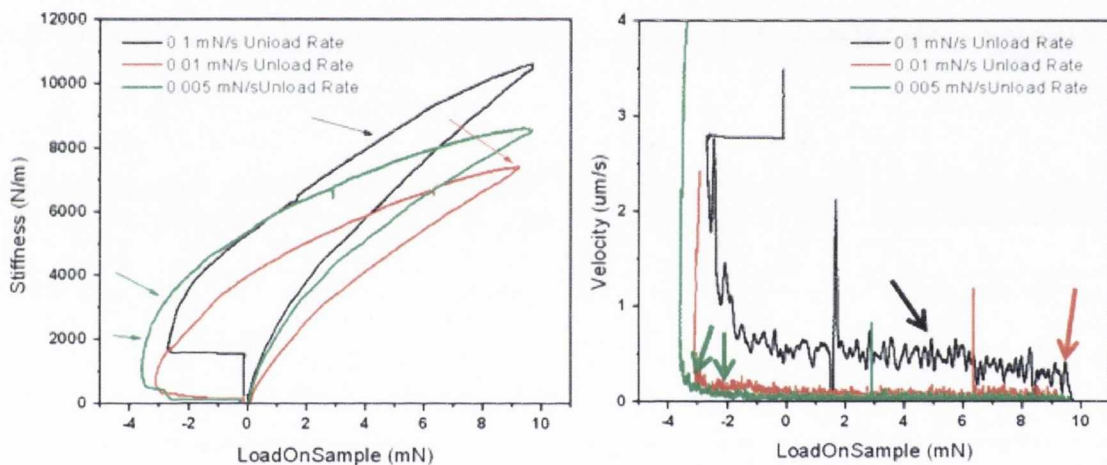 12000
10000
8000
6000
4000
2000
0
Stiffness (N/m)
0 1 mN/s Unload Rate
0 01 mN/s Unload Rate
0 005 mN/sUnload Rate
-4 -2 0 2 4 6 8 10
LoadOnSample (mN)
4
3
2
1
0
Velocity (um/s)
0 1 mN/s Unload Rate
0 01 mN/s Unload Rate
0 005 mN/sUnload Rate
-4 -2 0 2 4 6 8 10
LoadOnSample (mN)